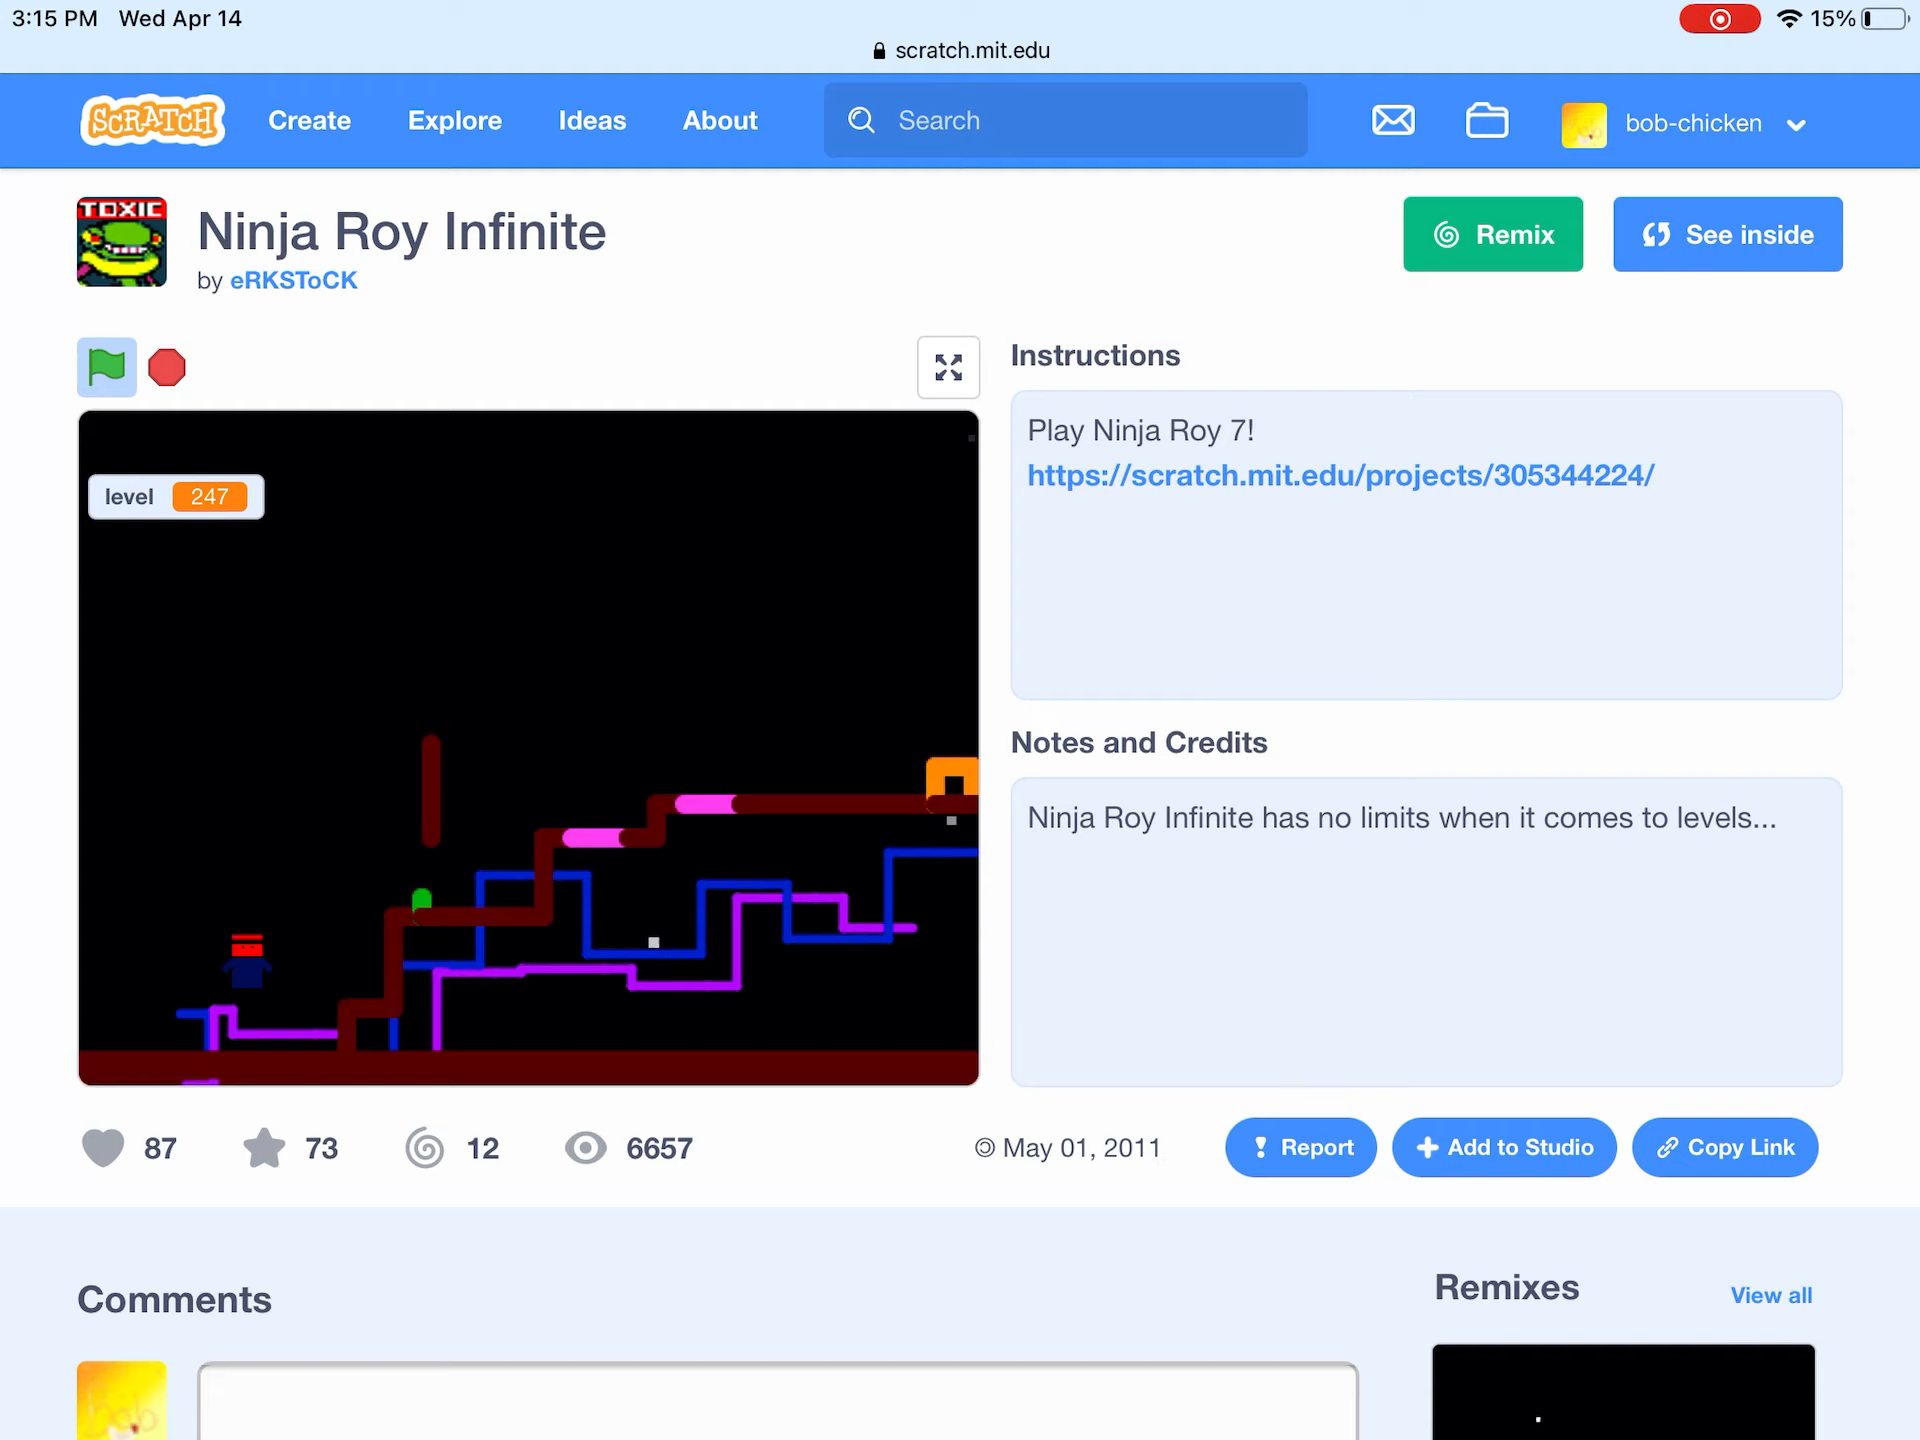 3:15 PM Wed Apr 14
15%
scratch.mit.edu
SCRATCH Create Explore Ideas About Search bob-chicken
TOXIC
Ninja Roy Infinite
by eRKSToCK
Remix
See inside
level 247
Instructions
Play Ninja Roy 7!
https://scratch.mit.edu/projects/305344224/
Notes and Credits
Ninja Roy Infinite has no limits when it comes to levels...
87 73 12 6657
May 01, 2011
Report
Add to Studio
Copy Link
Comments
Remixes
View all